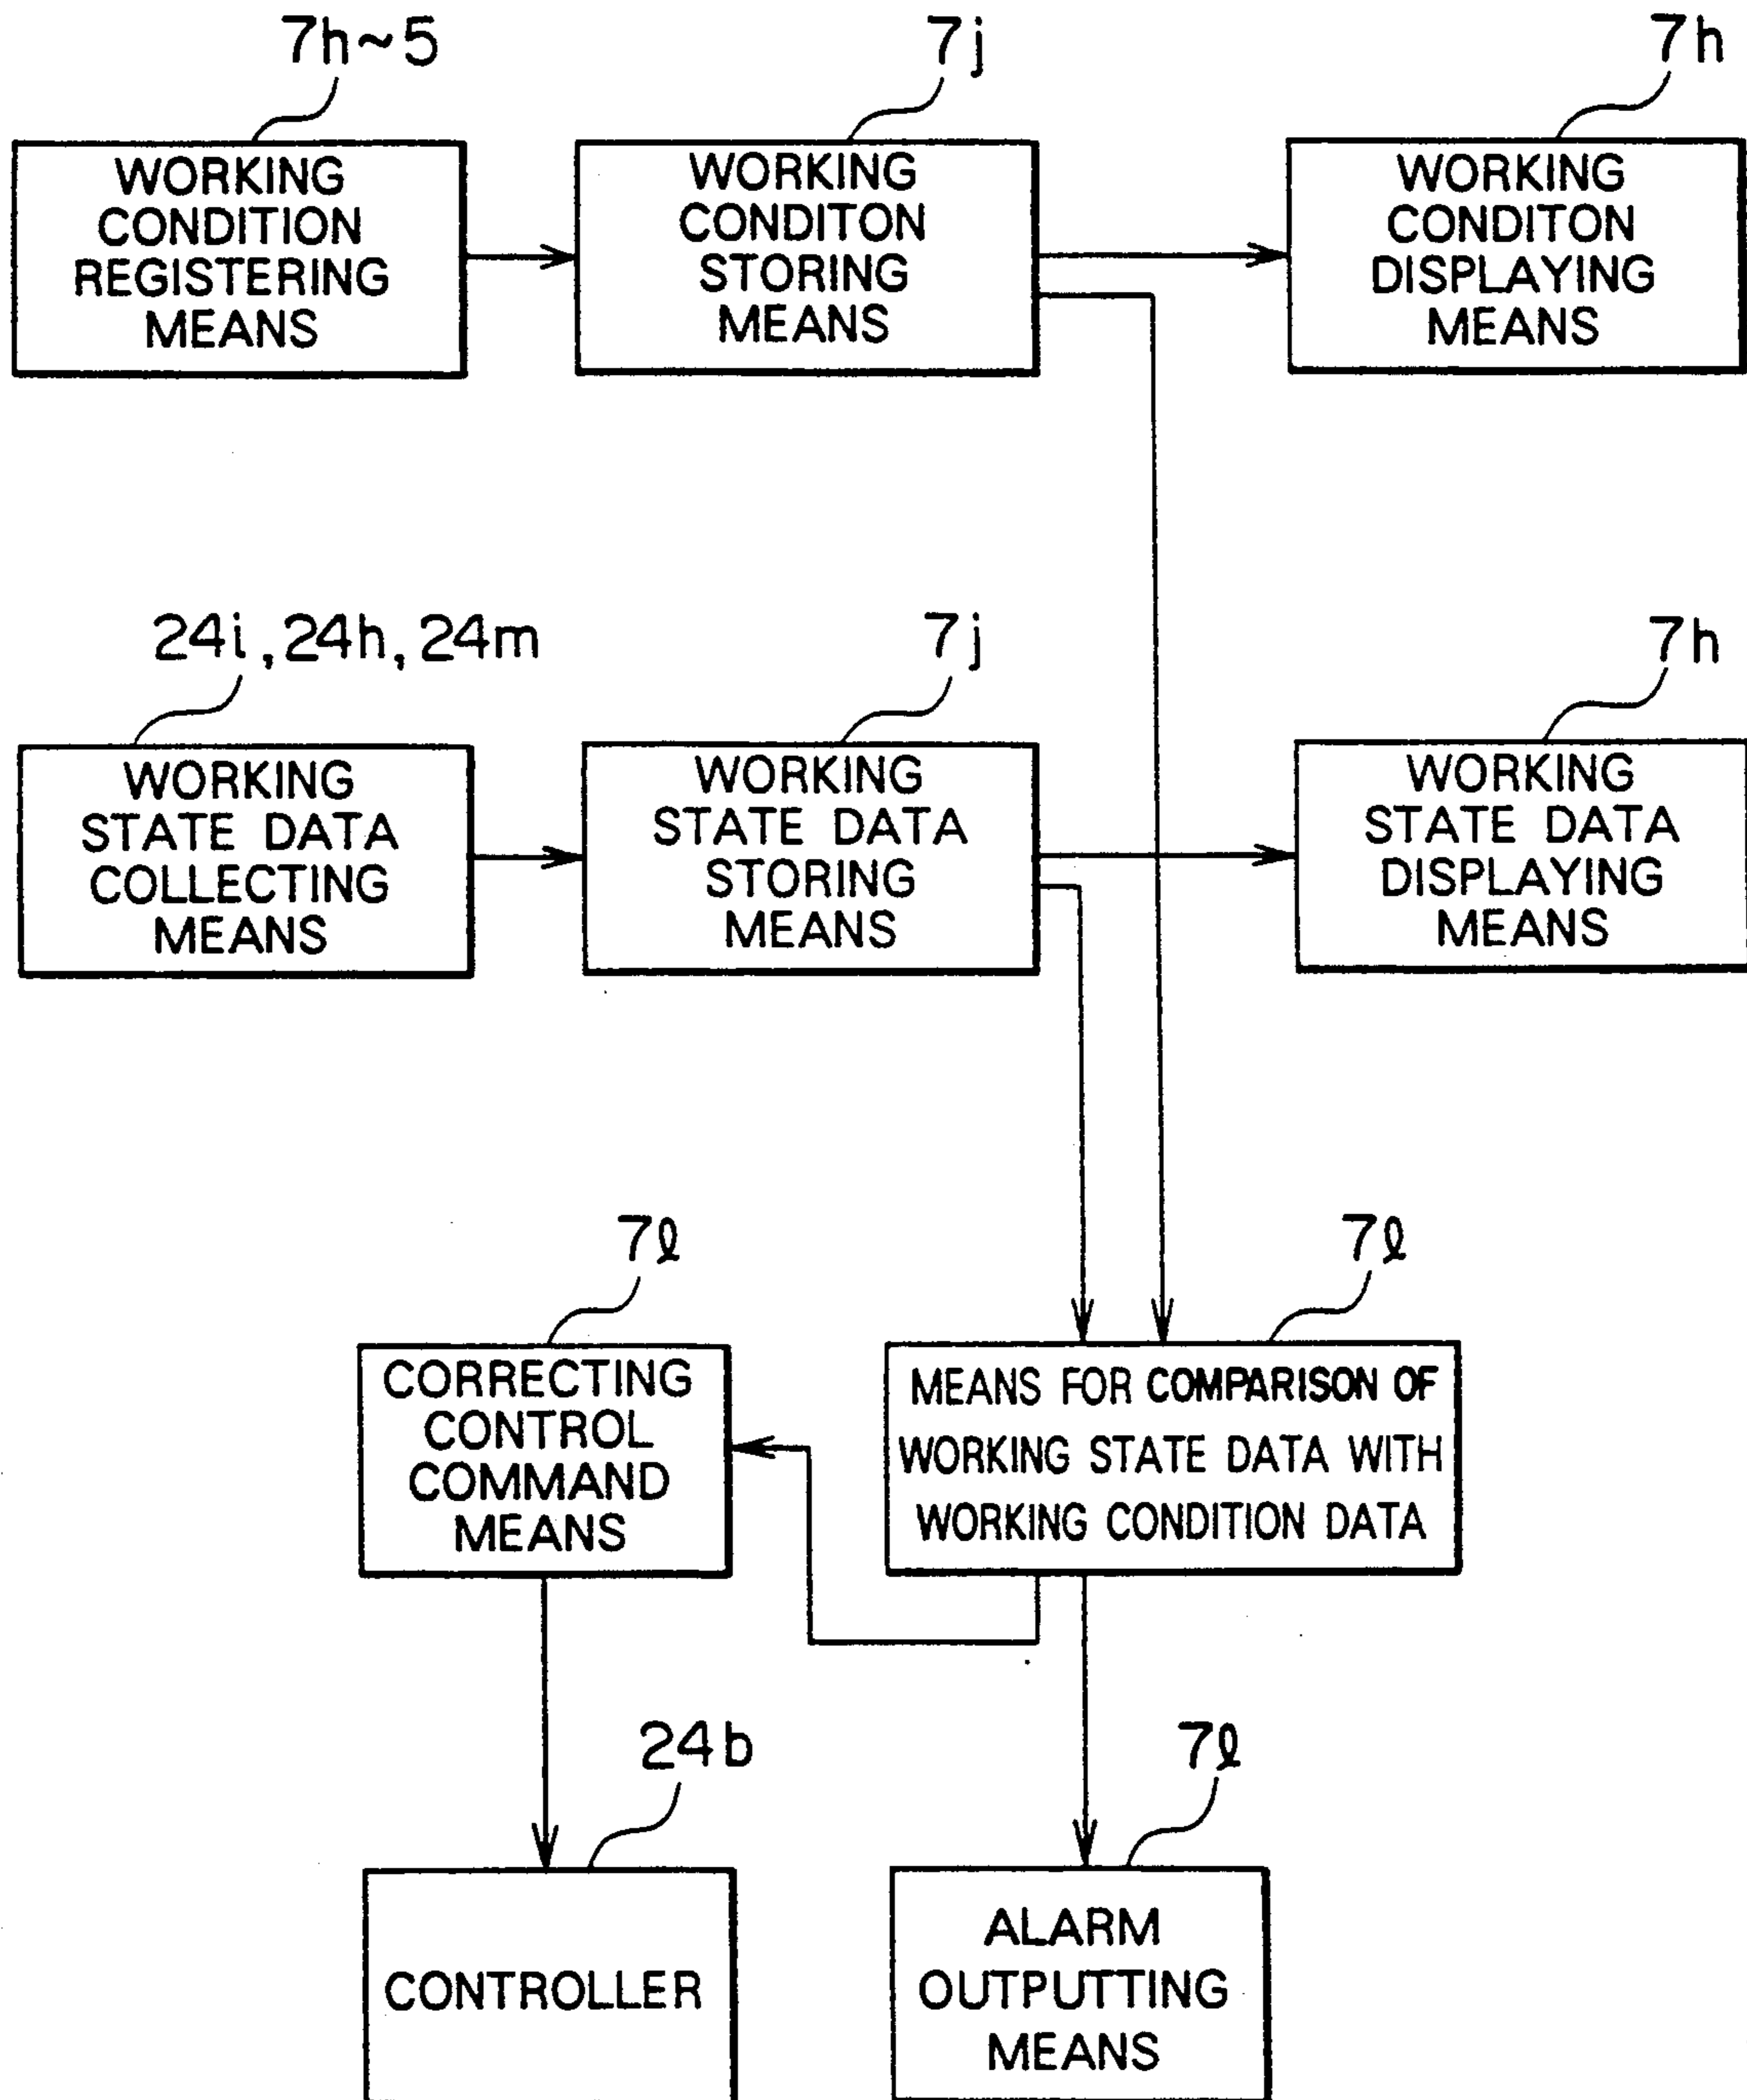 7h~5
7j
7h
WORKING
CONDITION
REGISTERING
MEANS
WORKING
CONDITON
STORING
MEANS
WORKING
CONDITON
DISPLAYING
MEANS
24i, 24h, 24m
7j
7h
WORKING
STATE DATA
COLLECTING
MEANS
WORKING
STATE DATA
STORING
MEANS
WORKING
STATE DATA
DISPLAYING
MEANS
7ℓ
7ℓ
CORRECTING
CONTROL
COMMAND
MEANS
MEANS FOR COMPARISON OF
WORKING STATE DATA WITH
WORKING CONDITION DATA
24b
7ℓ
CONTROLLER
ALARM
OUTPUTTING
MEANS